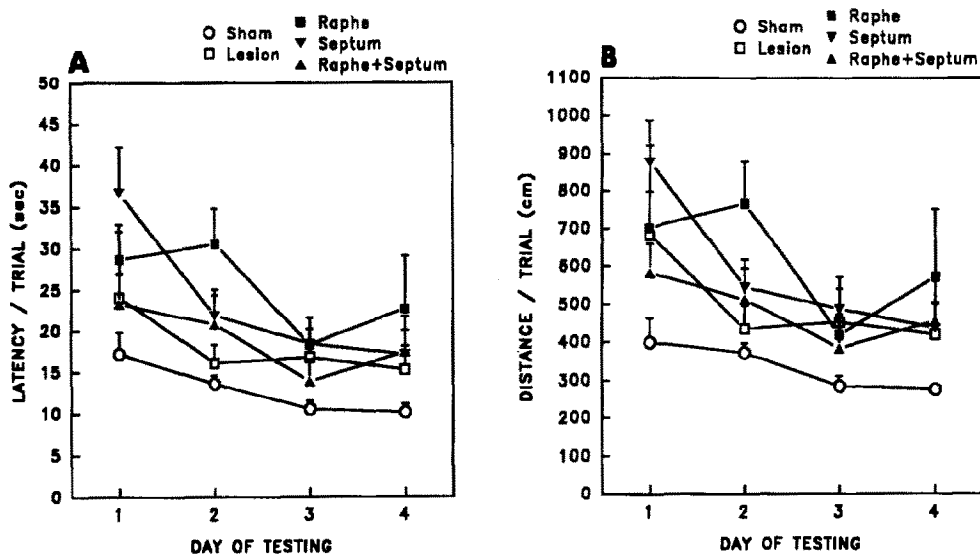 A
Sham
Lesion
Raphe
Septum
Raphe+Septum
50
45
40
35
30
25
20
15
10
5
0
LATENCY / TRIAL (sec)
1 2 3 4
DAY OF TESTING
B
Sham
Lesion
Raphe
Septum
Raphe+Septum
1100
1000
900
800
700
600
500
400
300
200
100
0
DISTANCE / TRIAL (cm)
1 2 3 4
DAY OF TESTING